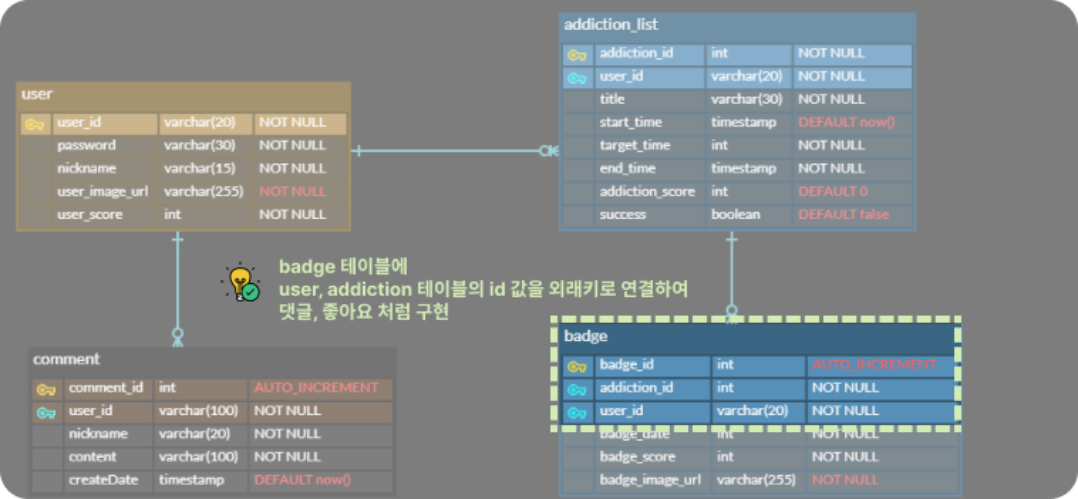 addiction_list
addiction_id int NOT NULL
user_id varchar(20) NOT NULL
title varchar(30) NOT NULL
start_time timestamp DEFAULT now()
target_time int NOT NULL
end_time timestamp NOT NULL
addiction_score int DEFAULT 0
success boolean DEFAULT false
user
user_id varchar(20) NOT NULL
password varchar(30) NOT NULL
nickname varchar(15) NOT NULL
user_image_url varchar(255) NOT NULL
user_score int NOT NULL
badge 테이블에
user, addiction 테이블의 id 값을 외래키로 연결하여
댓글, 좋아요 처럼 구현
comment
comment_id int AUTO_INCREMENT
user_id varchar(100) NOT NULL
nickname varchar(20) NOT NULL
content varchar(100) NOT NULL
createDate timestamp DEFAULT now()
badge
badge_id int AUTO_INCREMENT
addiction_id int NOT NULL
user_id varchar(20) NOT NULL
badge_date int NOT NULL
badge_score int NOT NULL
badge_image_url varchar(255) NOT NULL